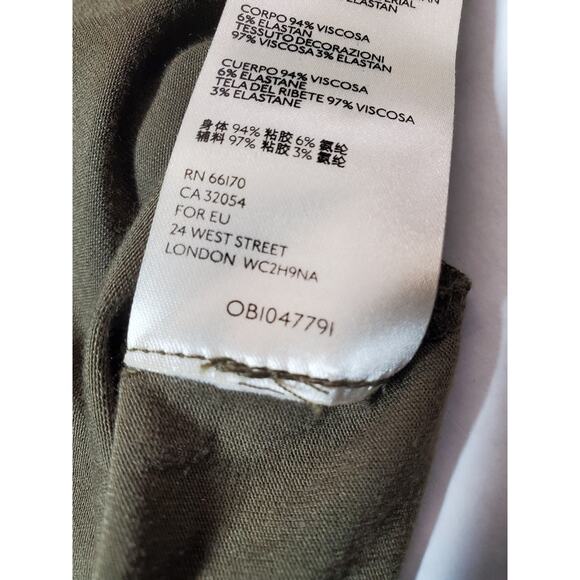 ELASTAN
CORPO 94% VISCOSA
6% ELASTAN
TESSUTO DECORAZIONI
97% VISCOSA 3% ELASTAN
CUERPO 94% VISCOSA
6% ELASTANE
TELA DEL RIBETE 97% VISCOSA
3% ELASTANE
身体 94% 粘胶 6% 氨纶
辅料 97% 粘胶 3% 氨纶
RN 66170
CA 32054
FOR EU
24 WEST STREET
LONDON WC2H9NA
OB1047791